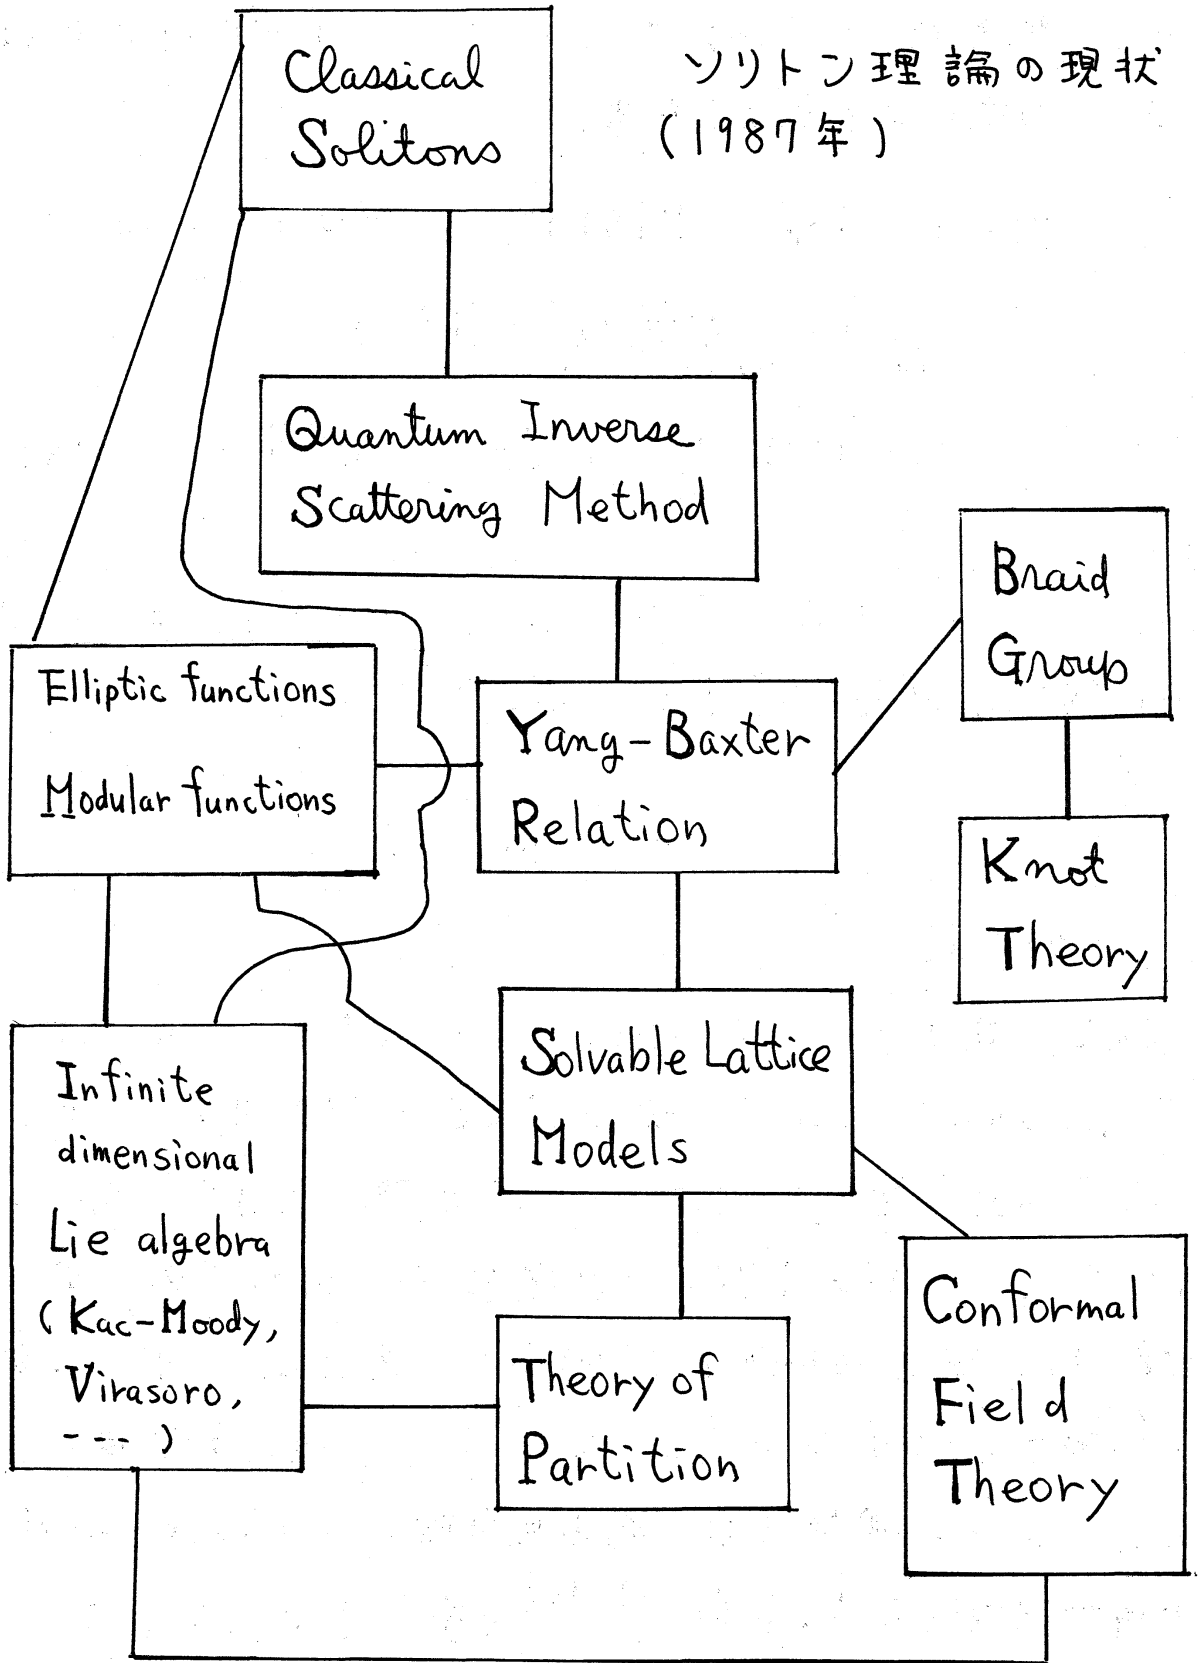 ソリトン理論の現状
(1987年)
Classical
Solitons
Quantum Inverse
Scattering Method
Braid
Group
Elliptic functions
Modular functions
Yang-Baxter
Relation
Knot
Theory
Infinite
dimensional
Lie algebra
(Kac-Moody,
Virasoro,
---)
Solvable Lattice
Models
Theory of
Partition
Conformal
Field
Theory